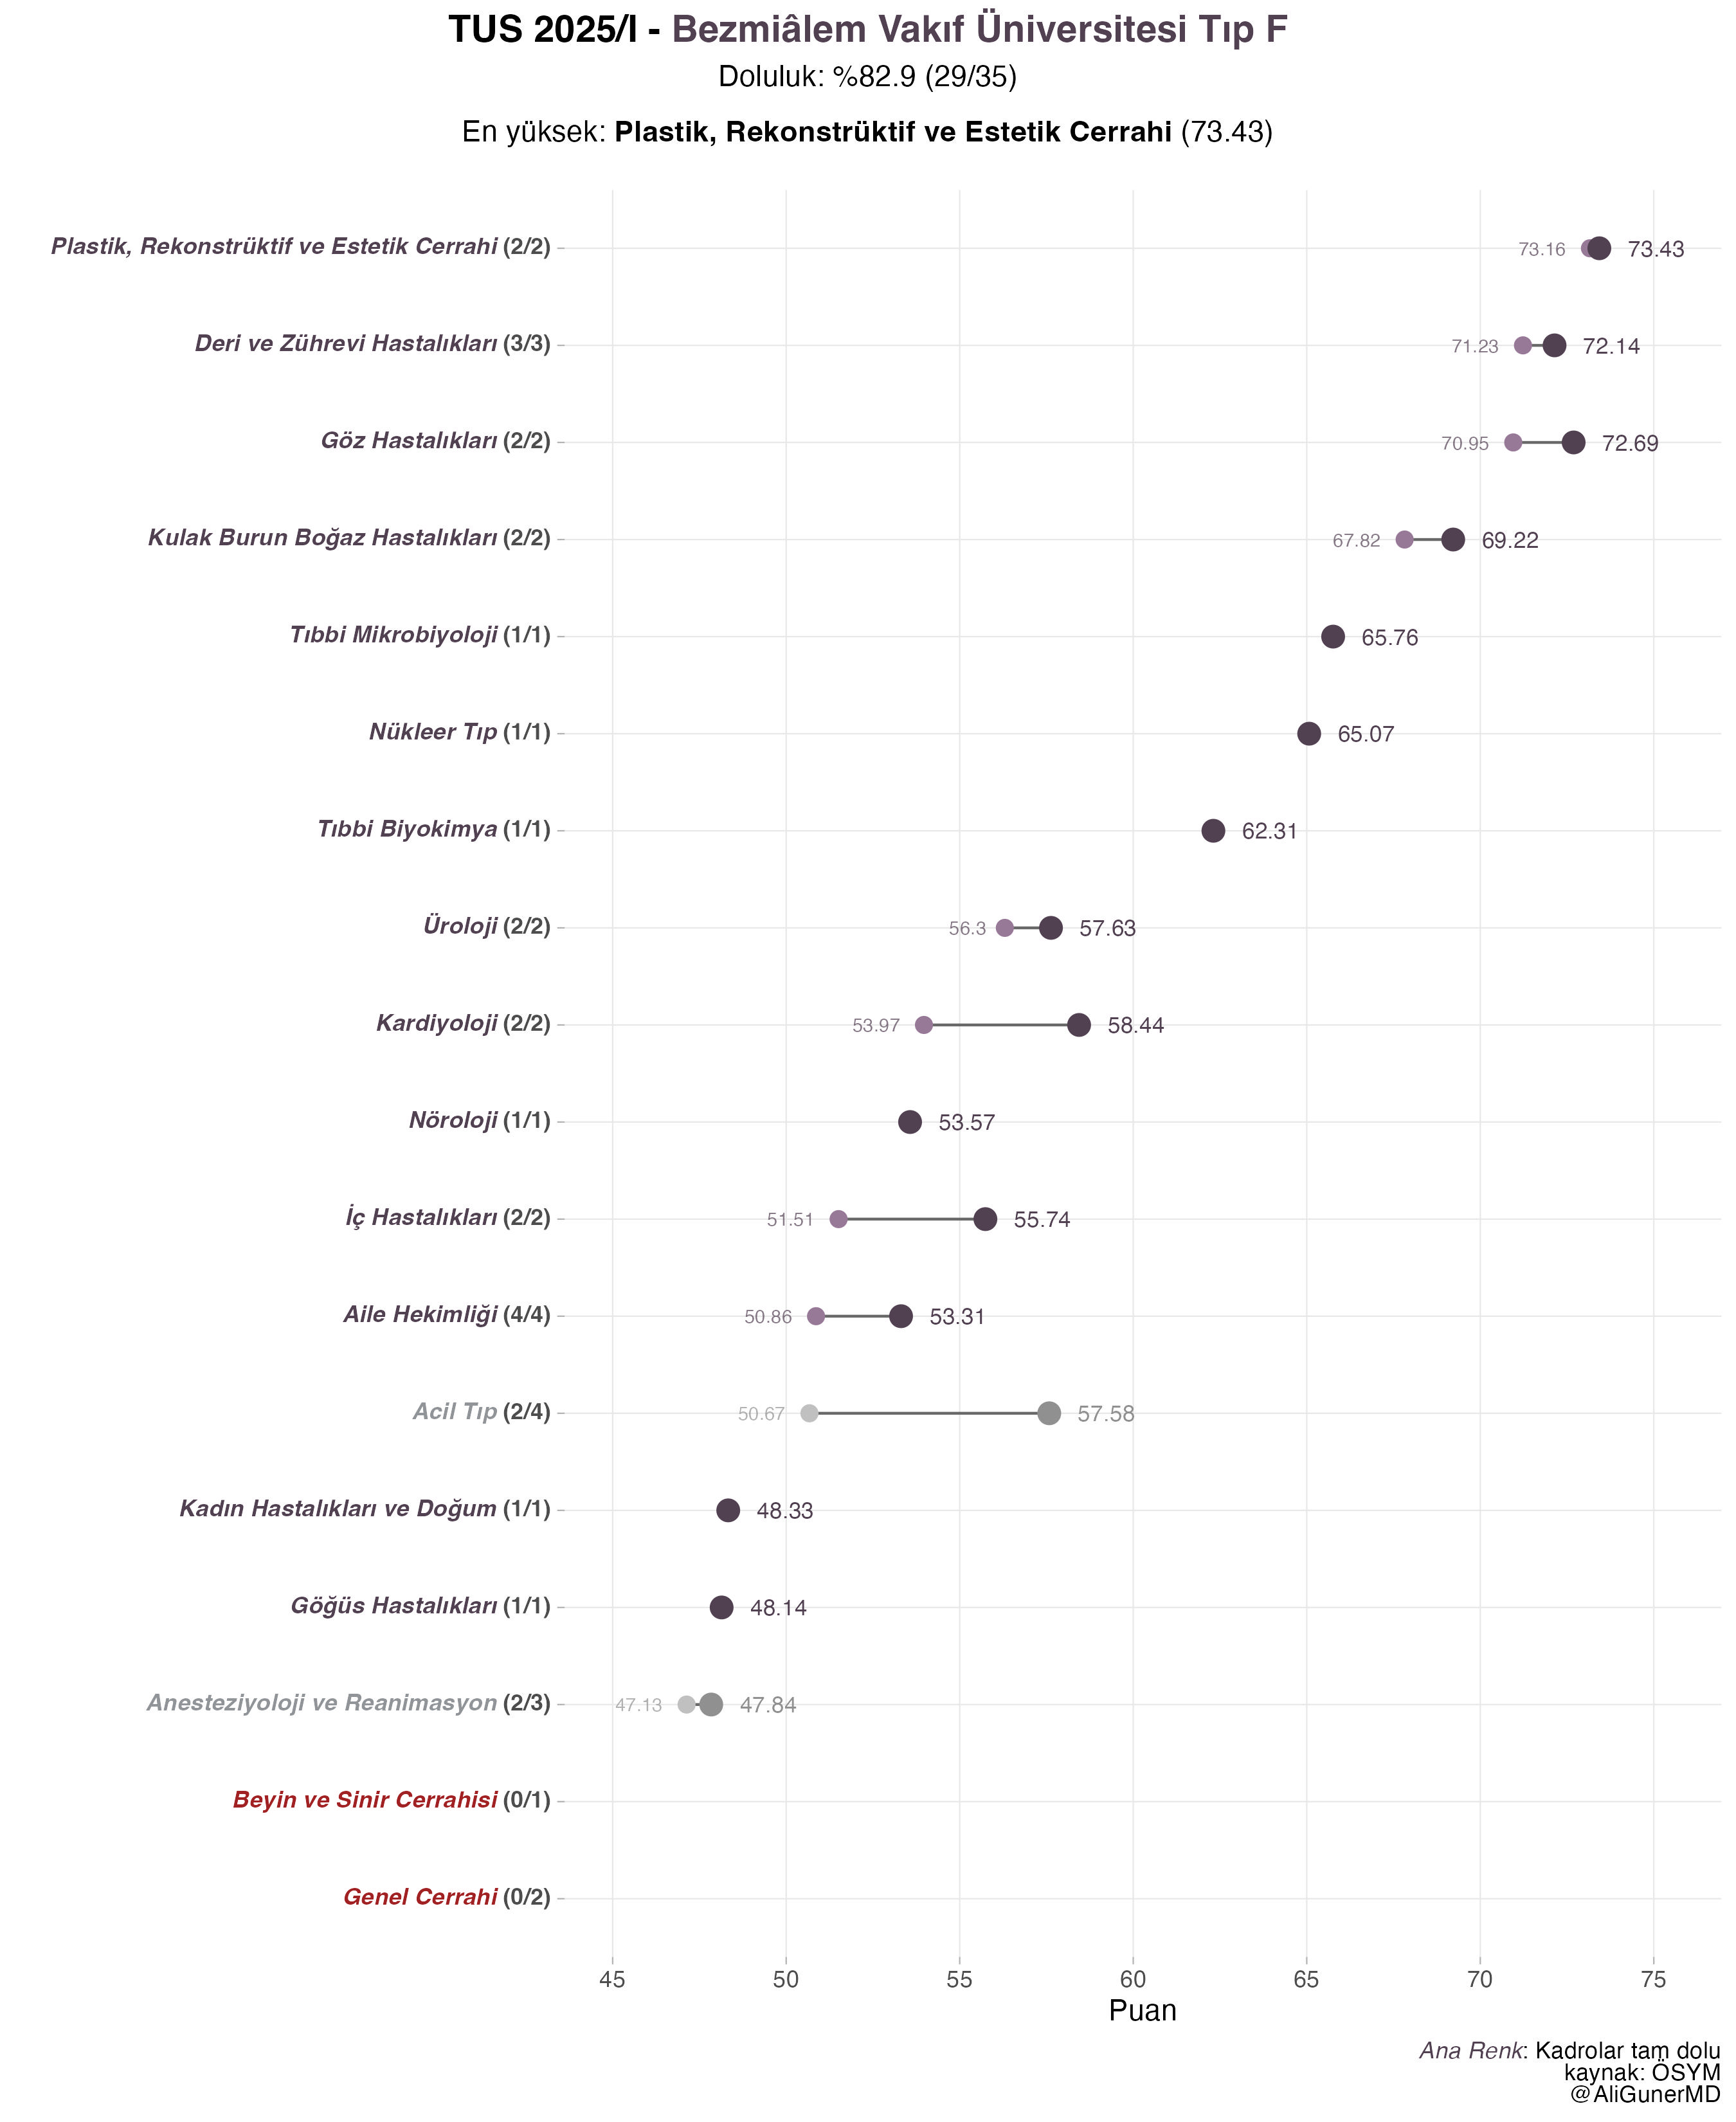 TUS 2025/I - Bezmiâlem Vakıf Üniversitesi Tıp F
Doluluk: %82.9 (29/35)
En yüksek: Plastik, Rekonstrüktif ve Estetik Cerrahi (73.43)
Plastik, Rekonstrüktif ve Estetik Cerrahi (2/2) 73.16 73.43
Deri ve Zührevi Hastalıkları (3/3) 71.23 72.14
Göz Hastalıkları (2/2) 70.95 72.69
Kulak Burun Boğaz Hastalıkları (2/2) 67.82 69.22
Tıbbi Mikrobiyoloji (1/1) 65.76
Nükleer Tıp (1/1) 65.07
Tıbbi Biyokimya (1/1) 62.31
Üroloji (2/2) 56.3 57.63
Kardiyoloji (2/2) 53.97 58.44
Nöroloji (1/1) 53.57
İç Hastalıkları (2/2) 51.51 55.74
Aile Hekimliği (4/4) 50.86 53.31
Acil Tıp (2/4) 50.67 57.58
Kadın Hastalıkları ve Doğum (1/1) 48.33
Göğüs Hastalıkları (1/1) 48.14
Anesteziyoloji ve Reanimasyon (2/3) 47.13 47.84
Beyin ve Sinir Cerrahisi (0/1)
Genel Cerrahi (0/2)
45 50 55 60 65 70 75
Puan
Ana Renk: Kadrolar tam dolu
kaynak: ÖSYM
@AliGunerMD